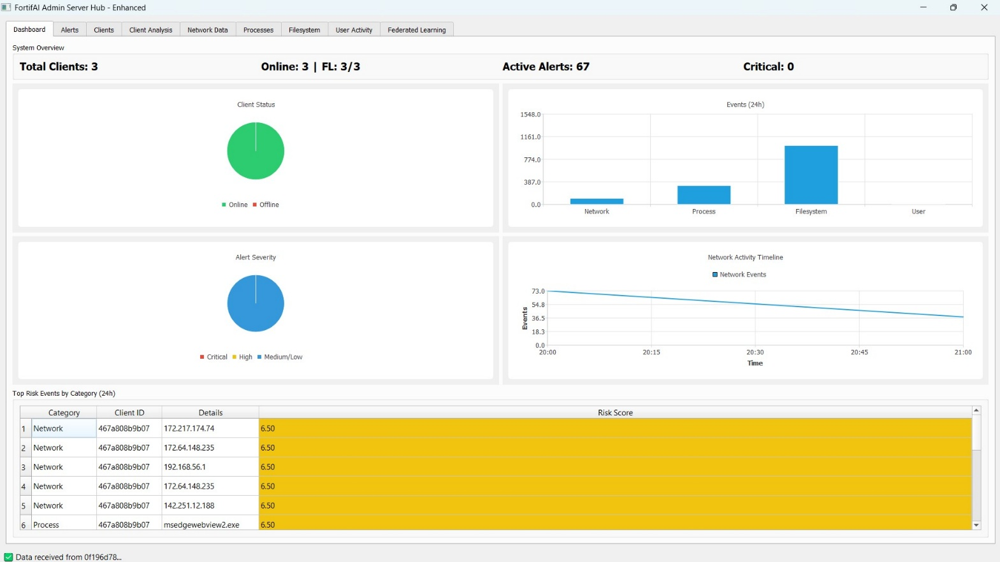 FortifAI Admin Server Hub - Enhanced
Dashboard Alerts Clients Client Analysis Network Data Processes Filesystem User Activity Federated Learning
System Overview
Total Clients: 3 Online: 3 | FL: 3/3 Active Alerts: 67 Critical: 0
Client Status
Online Offline
Events (24h)
1548.0
1161.0
774.0
387.0
0.0
Network Process Filesystem User
Alert Severity
Critical High Medium/Low
Network Activity Timeline
Network Events
73.0
54.8
36.5
18.3
0.0
Events
20:00 20:15 20:30 20:45 21:00
Time
Top Risk Events by Category (24h)
Category Client ID Details Risk Score
1 Network 467a808b9b07 172.217.174.74 6.50
2 Network 467a808b9b07 172.64.148.235 6.50
3 Network 467a808b9b07 192.168.56.1 6.50
4 Network 467a808b9b07 172.64.148.235 6.50
5 Network 467a808b9b07 142.251.12.188 6.50
6 Process 467a808b9b07 msedgewebview2.exe 6.50
Data received from 0f196d78...